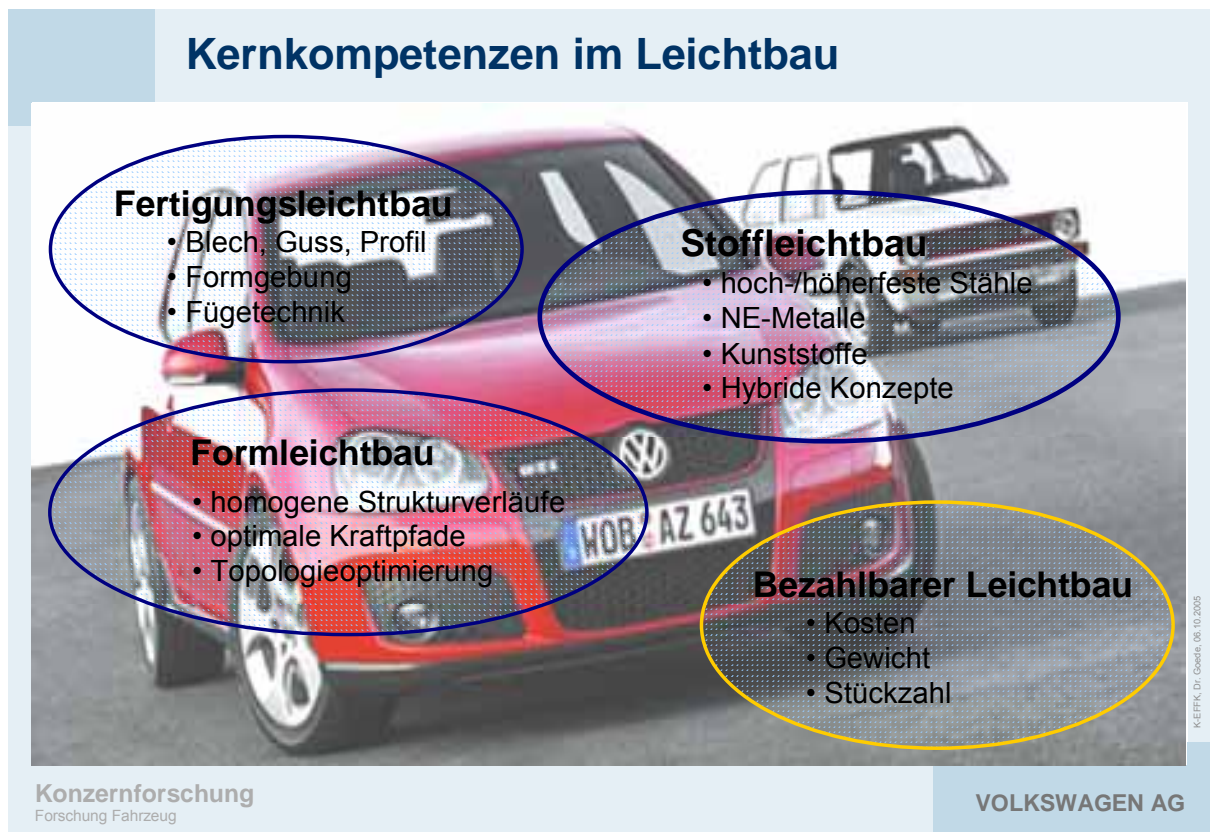 Kernkompetenzen im Leichtbau
Fertigungsleichtbau
• Blech, Guss, Profil
• Formgebung
• Fügetechnik
Stoffleichtbau
• hoch-/höherfeste Stähle
• NE-Metalle
• Kunststoffe
• Hybride Konzepte
Formleichtbau
• homogene Strukturverläufe
• optimale Kraftpfade
• Topologieoptimierung
WOB AZ 643
Bezahlbarer Leichtbau
• Kosten
• Gewicht
• Stückzahl
K-EFFK, Dr. Goede, 06.10.2005
Konzernforschung
Forschung Fahrzeug
VOLKSWAGEN AG